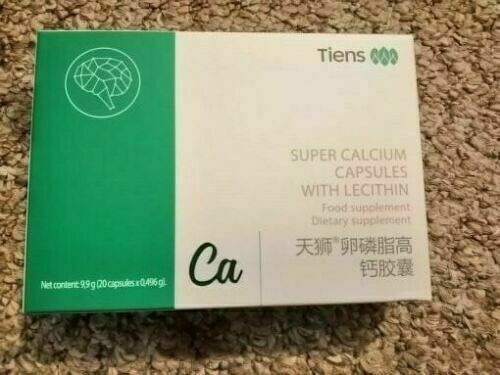 Tiens
SUPER CALCIUM
CAPSULES
WITH LECITHIN
Food supplement
Dietary supplement
天狮®卵磷脂高
钙胶囊
Ca
Net content: 9,9 g (20 capsules x 0,496 g).